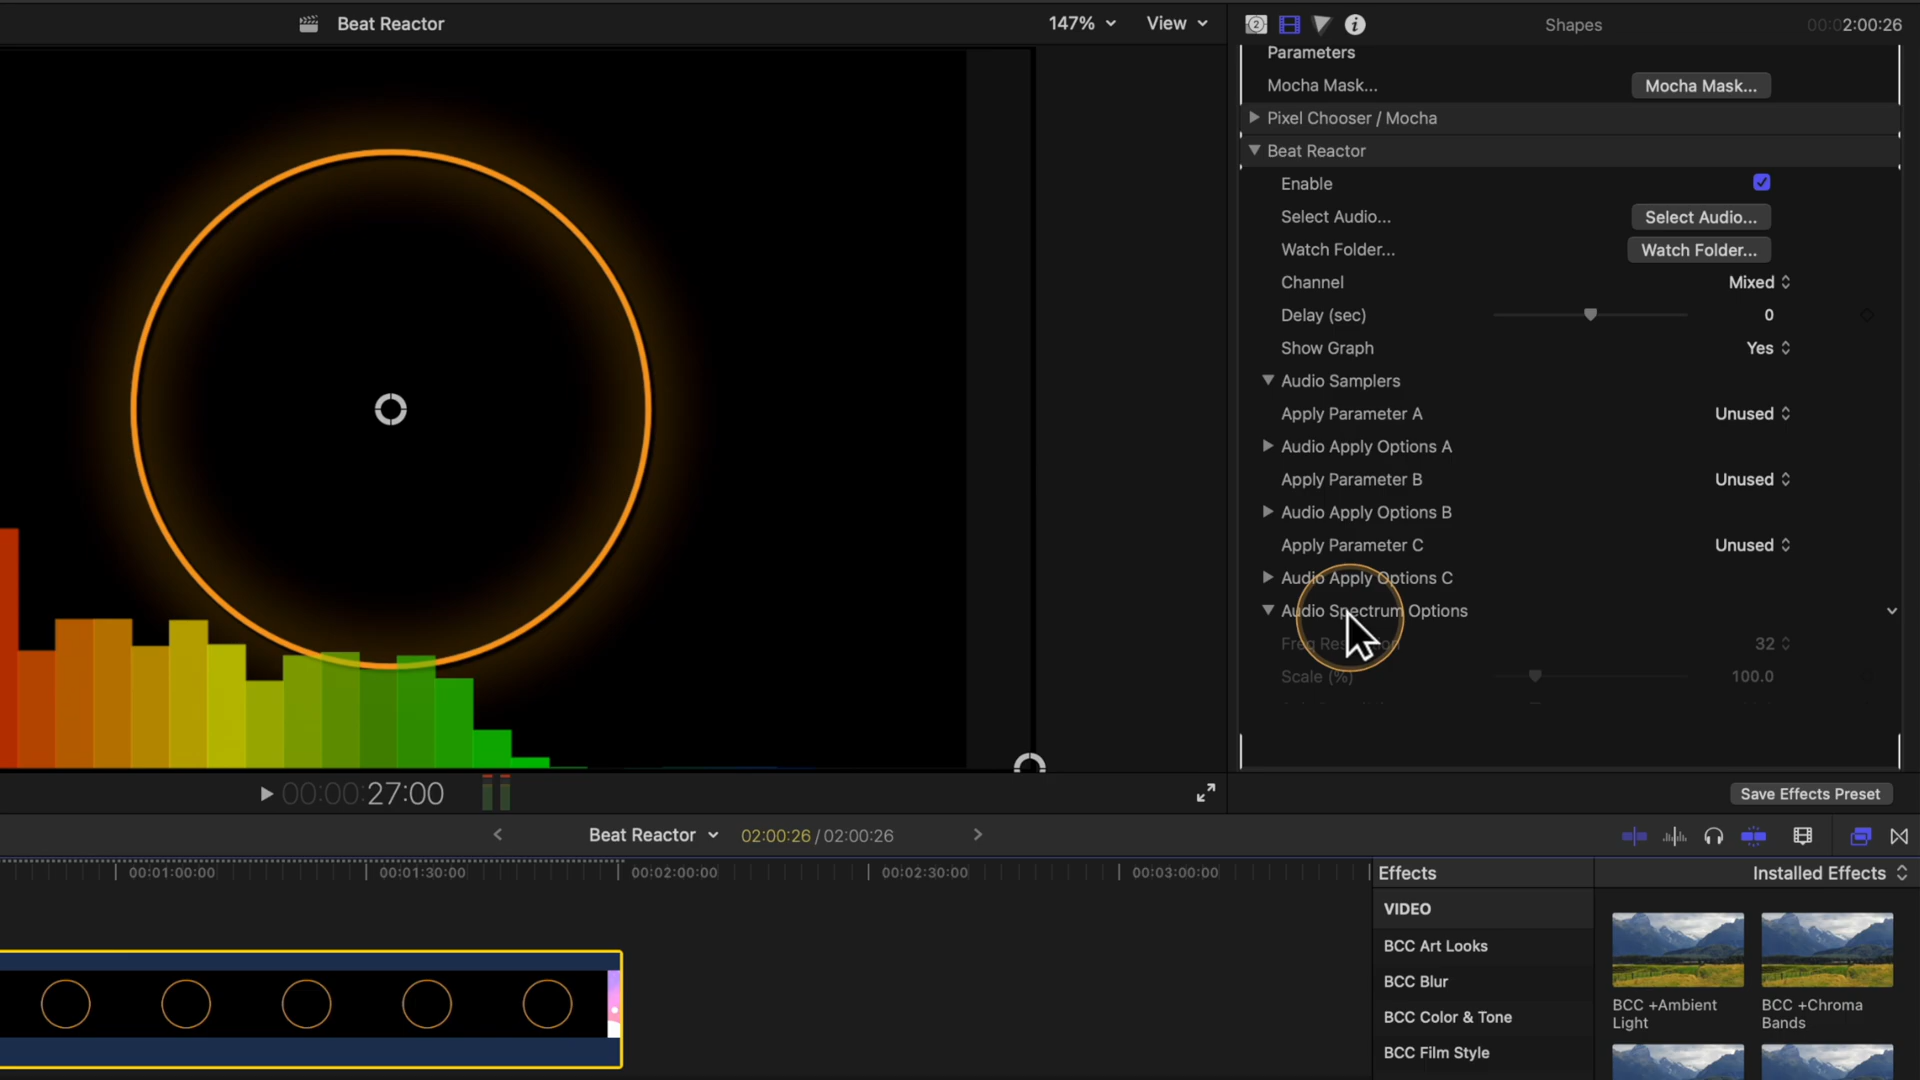 Beat Reactor
147%
View
Shapes
00:02:00:26
Parameters
Mocha Mask...
Mocha Mask...
Pixel Chooser / Mocha
Beat Reactor
Enable
Select Audio...
Select Audio...
Watch Folder...
Watch Folder...
Channel
Mixed
Delay (sec)
0
Show Graph
Yes
Audio Samplers
Apply Parameter A
Unused
Audio Apply Options A
Apply Parameter B
Unused
Audio Apply Options B
Apply Parameter C
Unused
Audio Apply Options C
Audio Spectrum Options
32
Scale (%)
100.0
00:00:27:00
Save Effects Preset
Beat Reactor
02:00:26 / 02:00:26
00:01:00:00
00:01:30:00
00:02:00:00
00:02:30:00
00:03:00:00
Effects
Installed Effects
VIDEO
BCC Art Looks
BCC Blur
BCC Color & Tone
BCC Film Style
BCC +Ambient
Light
BCC +Chroma
Bands